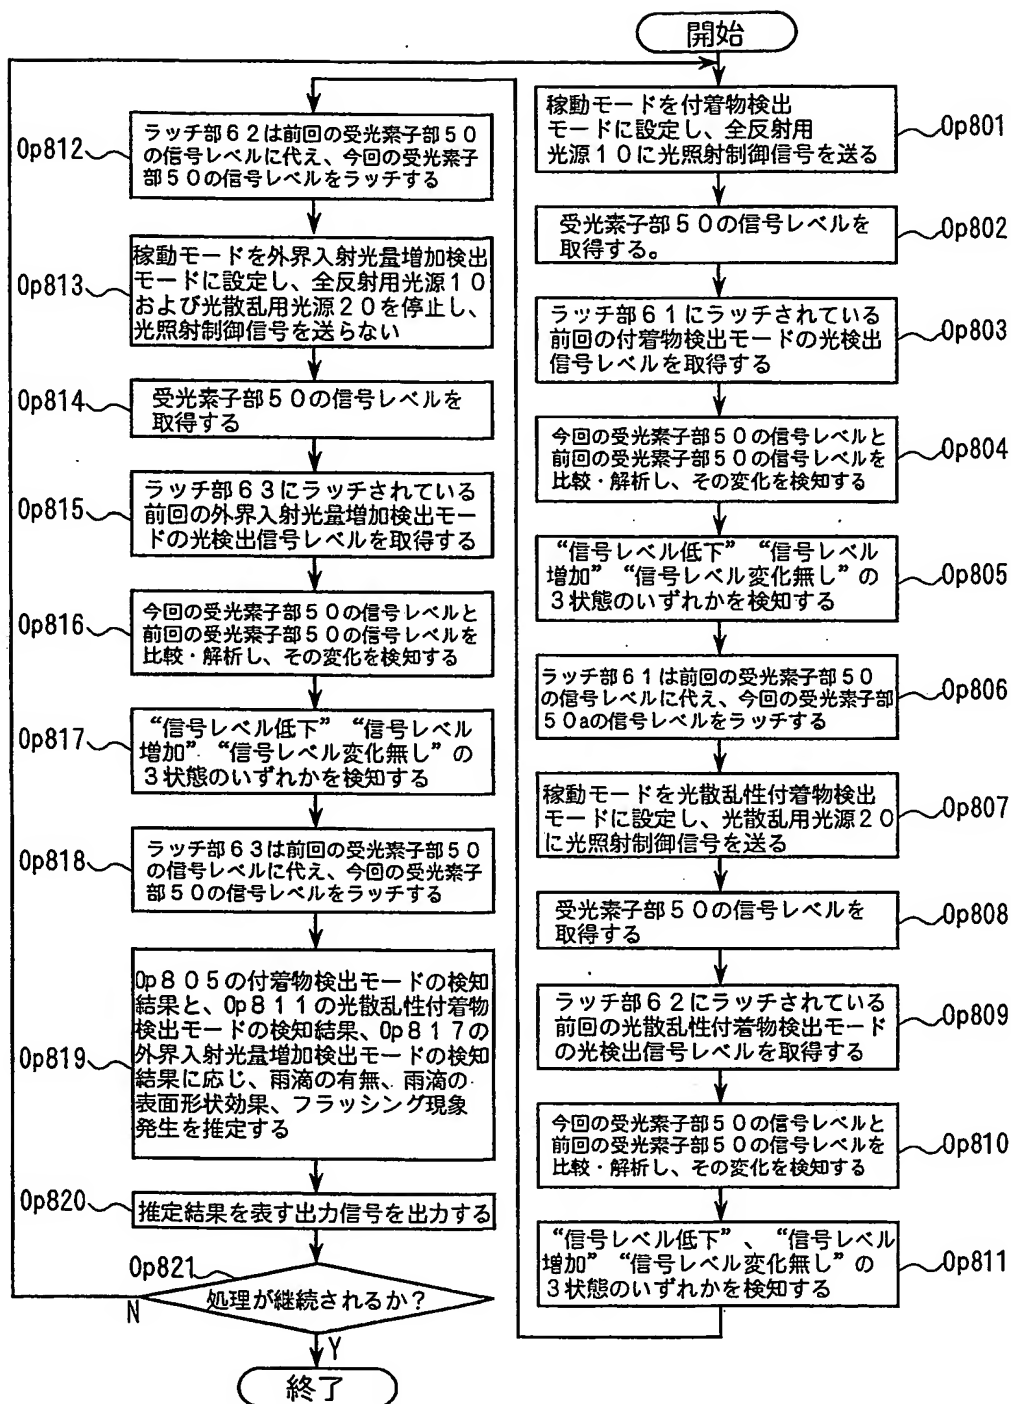 開始
稼動モードを付着物検出
モードに設定し、全反射用
光源10に光照射制御信号を送る
Op801
受光素子部50の信号レベルを
取得する。
Op802
ラッチ部61にラッチされている
前回の付着物検出モードの光検出
信号レベルを取得する
Op803
今回の受光素子部50の信号レベルと
前回の受光素子部50の信号レベルを
比較・解析し、その変化を検知する
Op804
“信号レベル低下” “信号レベル
増加” “信号レベル変化無し” の
3状態のいずれかを検知する
Op805
ラッチ部61は前回の受光素子部50
の信号レベルに代え、今回の受光素子部
50aの信号レベルをラッチする
Op806
稼動モードを光散乱性付着物検出
モードに設定し、光散乱用光源20
に光照射制御信号を送る
Op807
受光素子部50の信号レベルを
取得する
Op808
ラッチ部62にラッチされている
前回の光散乱性付着物検出モード
の光検出信号レベルを取得する
Op809
今回の受光素子部50の信号レベルと
前回の受光素子部50の信号レベルを
比較・解析し、その変化を検知する
Op810
“信号レベル低下” 、“信号レベル
増加” “信号レベル変化無し” の
3状態のいずれかを検知する
Op811
Op812
ラッチ部62は前回の受光素子部50
の信号レベルに代え、今回の受光素子
部50の信号レベルをラッチする
Op813
稼動モードを外界入射光量増加検出
モードに設定し、全反射用光源10
および光散乱用光源20を停止し、
光照射制御信号を送らない
Op814
受光素子部50の信号レベルを
取得する
Op815
ラッチ部63にラッチされている
前回の外界入射光量増加検出モー
ドの光検出信号レベルを取得する
Op816
今回の受光素子部50の信号レベルと
前回の受光素子部50の信号レベルを
比較・解析し、その変化を検知する
Op817
“信号レベル低下” “信号レベル
増加” “信号レベル変化無し” の
3状態のいずれかを検知する
Op818
ラッチ部63は前回の受光素子部50
の信号レベルに代え、今回の受光素子
部50の信号レベルをラッチする
Op819
Op805の付着物検出モードの検知
結果と、Op811の光散乱性付着物
検出モードの検知結果、Op817の
外界入射光量増加検出モードの検知
結果に応じ、雨滴の有無、雨滴の
表面形状効果、フラッシング現象
発生を推定する
Op820
推定結果を表す出力信号を出力する
Op821
処理が継続されるか?
N
Y
終了